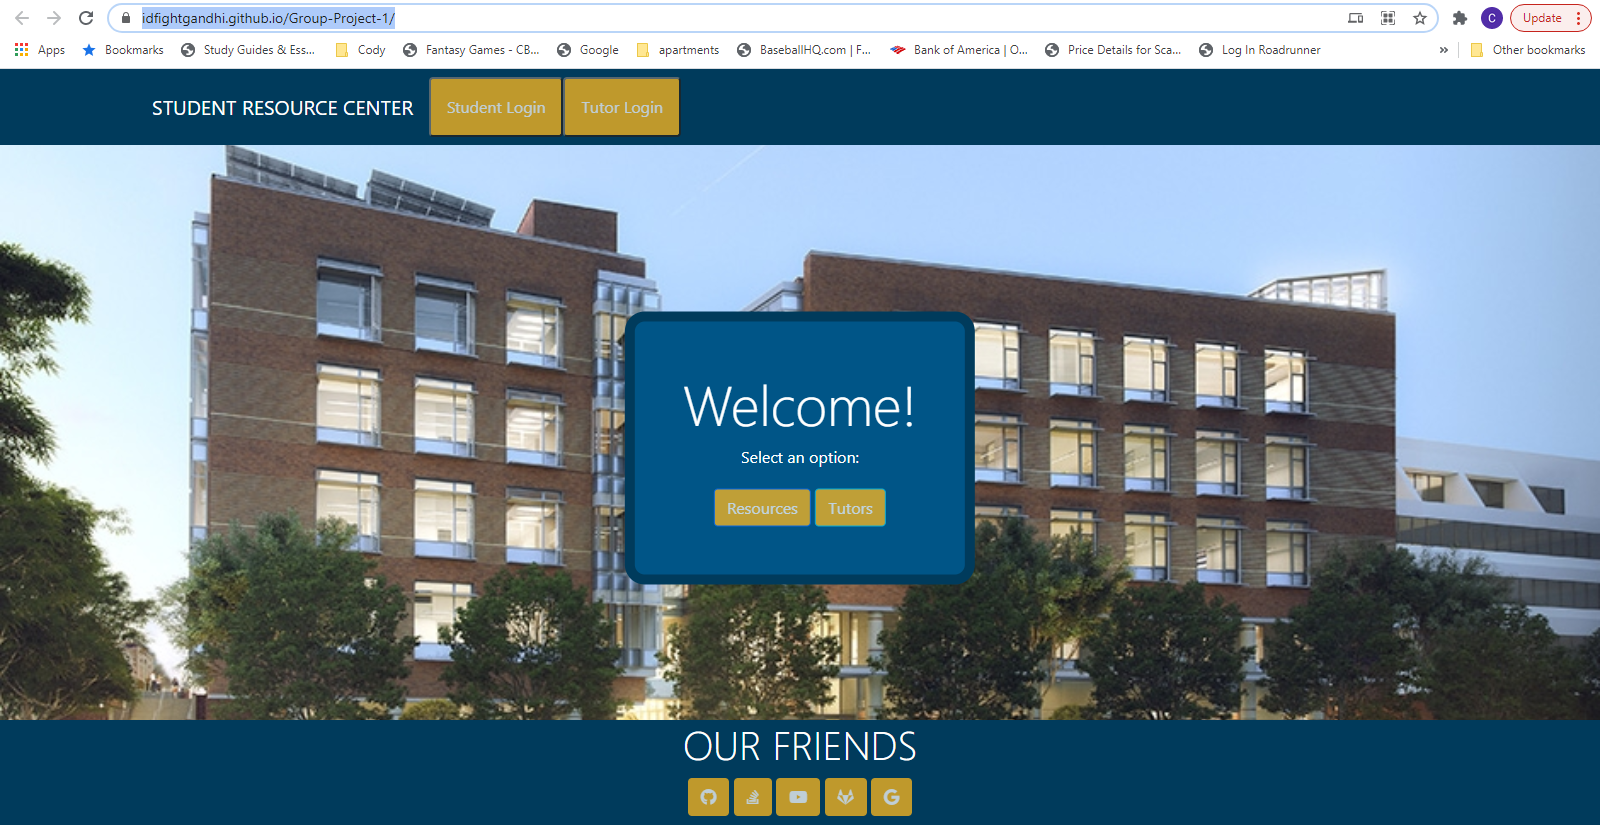 idfightgandhi.github.io/Group-Project-1/
C
Update
Apps
Bookmarks
Study Guides & Ess...
Cody
Fantasy Games - CB...
Google
apartments
BaseballHQ.com | F...
Bank of America | O...
Price Details for Sca...
Log In Roadrunner
»
Other bookmarks
STUDENT RESOURCE CENTER
Student Login
Tutor Login
Welcome!
Select an option:
Resources
Tutors
OUR FRIENDS
G